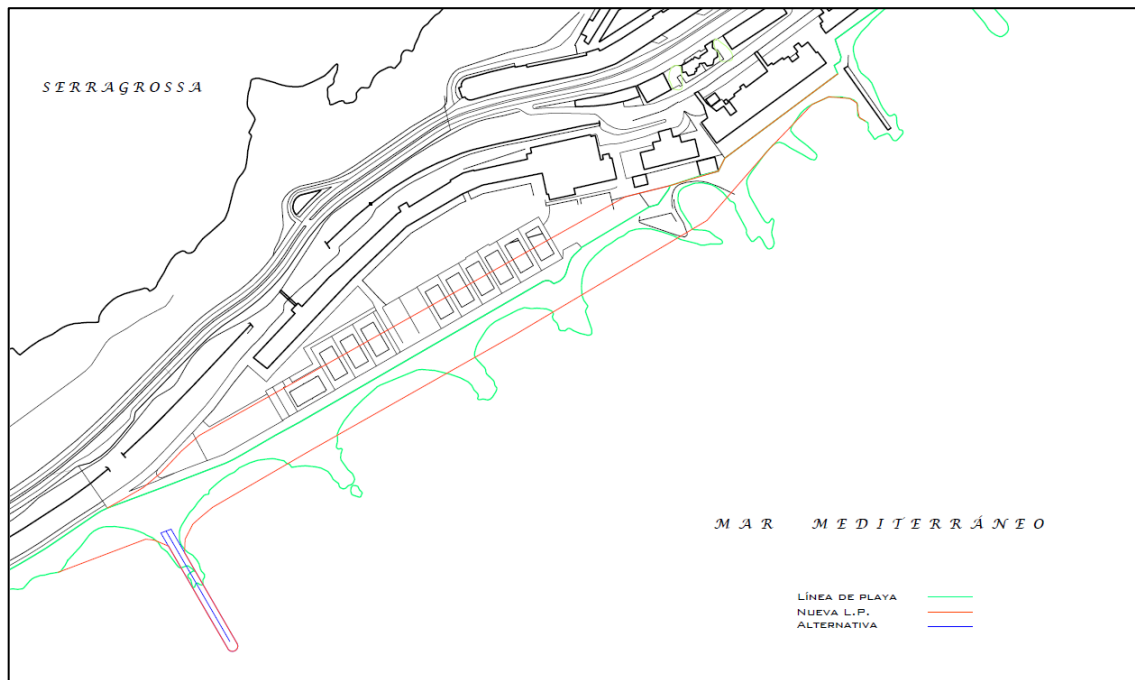 SERRAGROSSA
MAR MEDITERRÁNEO
LÍNEA DE PLAYA
NUEVA L.P.
ALTERNATIVA